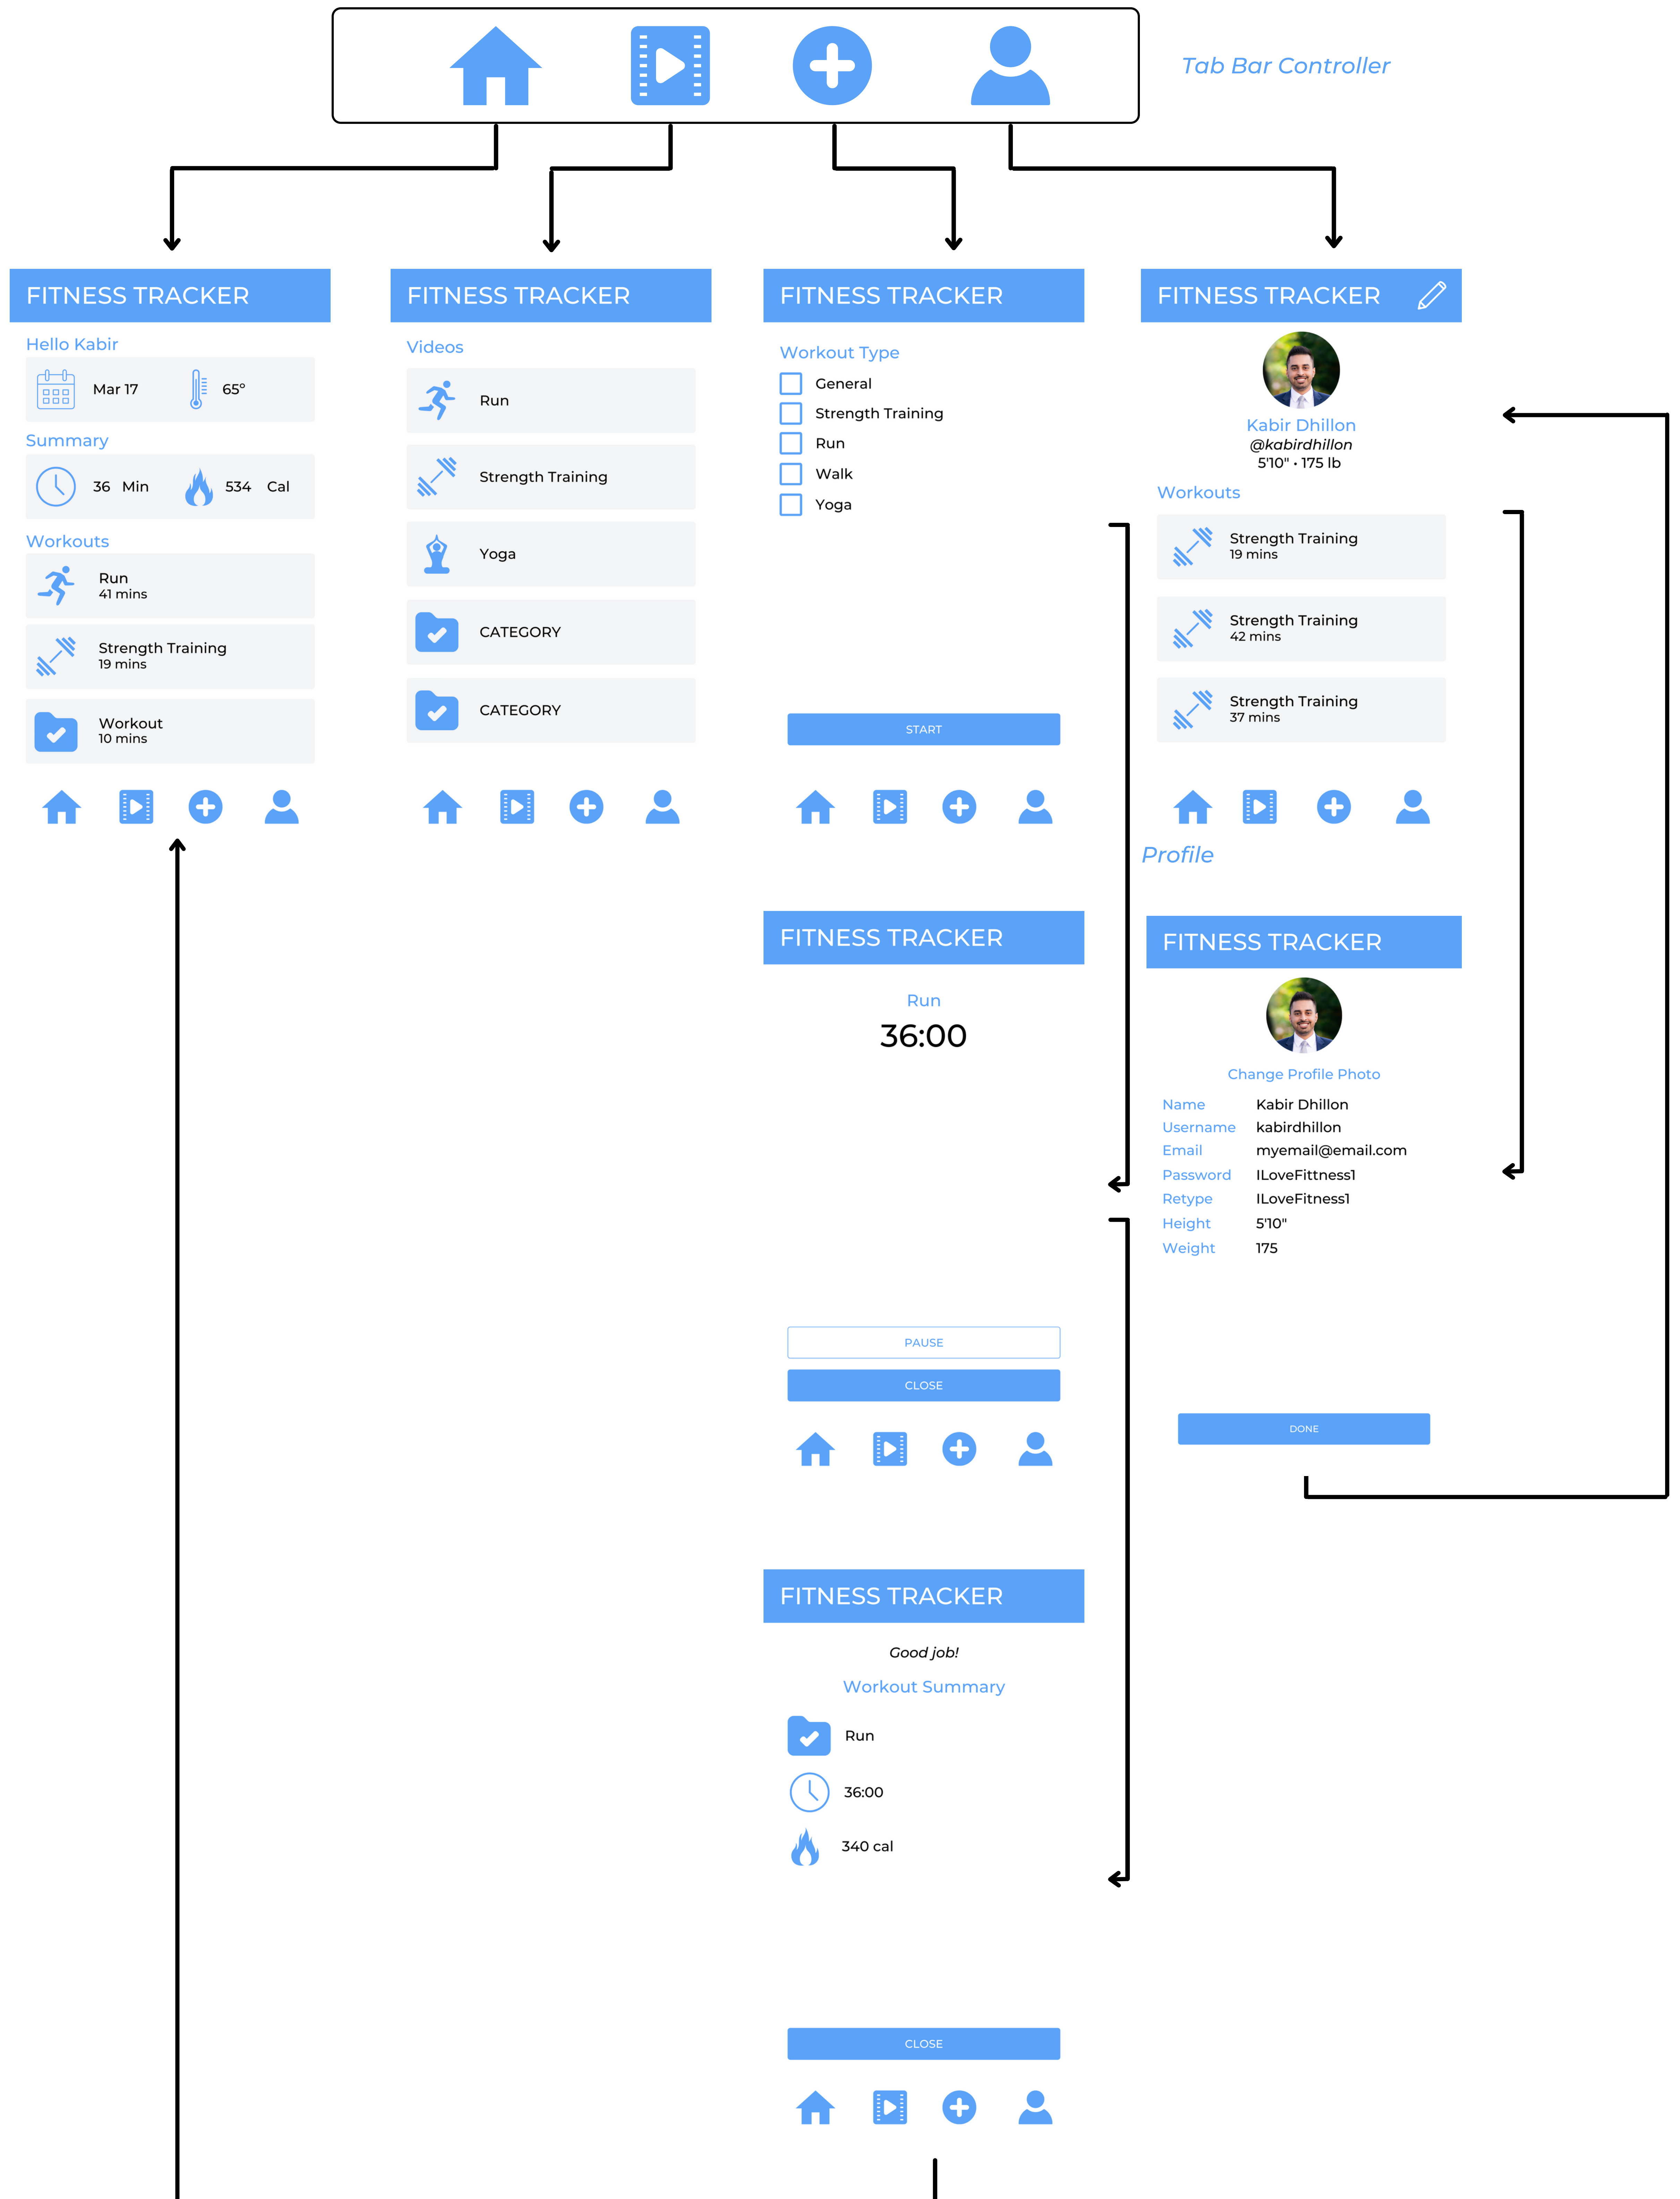 Tab Bar Controller
FITNESS TRACKER
Hello Kabir
Mar 17 65°
Summary
36 Min 534 Cal
Workouts
Run
41 mins
Strength Training
19 mins
Workout
10 mins
FITNESS TRACKER
Videos
Run
Strength Training
Yoga
CATEGORY
CATEGORY
FITNESS TRACKER
Workout Type
General
Strength Training
Run
Walk
Yoga
START
FITNESS TRACKER
Kabir Dhillon
@kabirdhillon
5'10" • 175 lb
Workouts
Strength Training
19 mins
Strength Training
42 mins
Strength Training
37 mins
Profile
FITNESS TRACKER
Run
36:00
PAUSE
CLOSE
FITNESS TRACKER
Change Profile Photo
Name Kabir Dhillon
Username kabirdhillon
Email myemail@email.com
Password ILoveFittness1
Retype ILoveFitness1
Height 5'10"
Weight 175
DONE
FITNESS TRACKER
Good job!
Workout Summary
Run
36:00
340 cal
CLOSE